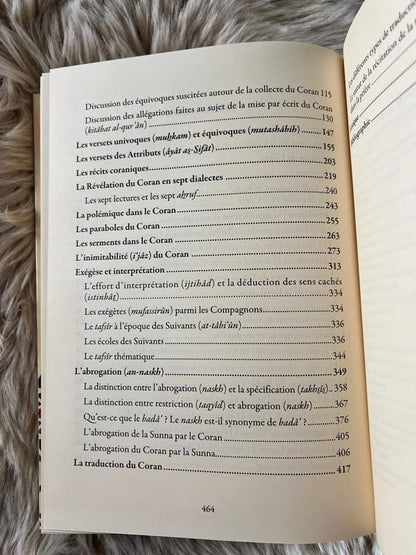 Discussion des équivoques suscitées autour de la collecte du Coran 115
Discussion des allégations faites au sujet de la mise par écrit du Coran
(kitâbat al-qur’ân) 130
Les versets univoques (muḥkam) et équivoques (mutashâbih) 147
Les versets des Attributs (âyât aṣ-Ṣifât) 155
Les récits coraniques 203
La Révélation du Coran en sept dialectes 219
Les sept lectures et les sept aḥruf 240
La polémique dans le Coran 243
Les paraboles du Coran 255
Les serments dans le Coran 263
L’inimitabilité (i‘jâz) du Coran 273
Exégèse et interprétation 313
L’effort d’interprétation (ijtihâd) et la déduction des sens cachés
(istinbâṭ) 334
Les exégètes (mufassirûn) parmi les Compagnons 334
Le tafsîr à l’époque des Suivants (at-tâbi‘ûn) 336
Les écoles des Suivants 336
Le tafsîr thématique 344
L’abrogation (an-naskh) 349
La distinction entre l’abrogation (naskh) et la spécification (takhṣîṣ) 358
La distinction entre restriction (taqyîd) et abrogation (naskh) 367
Qu’est-ce que le badâ’ ? Le naskh est-il synonyme de badâ’ ? 376
L’abrogation de la Sunna par le Coran 405
L’abrogation du Coran par la Sunna 406
La traduction du Coran 417
464
différents types de traduction
de la récitation de la